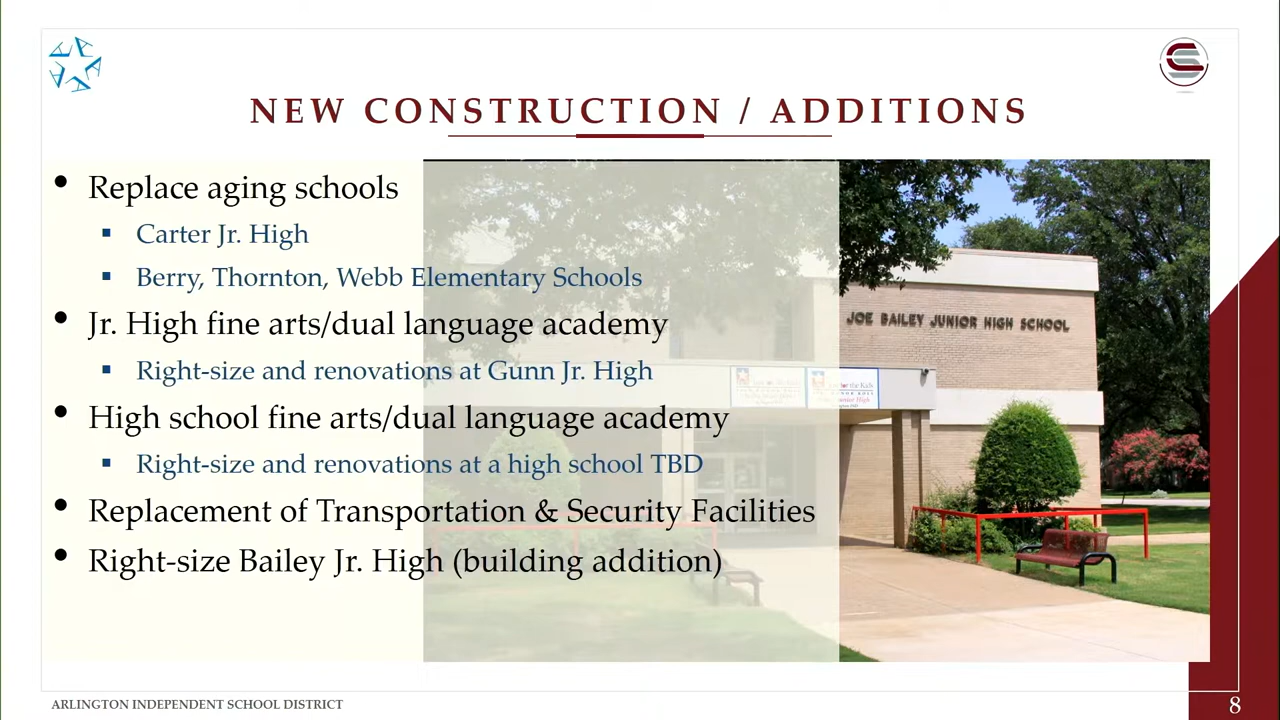 NEW CONSTRUCTION / ADDITIONS
• Replace aging schools
▪ Carter Jr. High
▪ Berry, Thornton, Webb Elementary Schools
• Jr. High fine arts/dual language academy
▪ Right-size and renovations at Gunn Jr. High
• High school fine arts/dual language academy
▪ Right-size and renovations at a high school TBD
• Replacement of Transportation & Security Facilities
• Right-size Bailey Jr. High (building addition)
JOE BAILEY JUNIOR HIGH SCHOOL
for the Kids
ARLINGTON INDEPENDENT SCHOOL DISTRICT
8